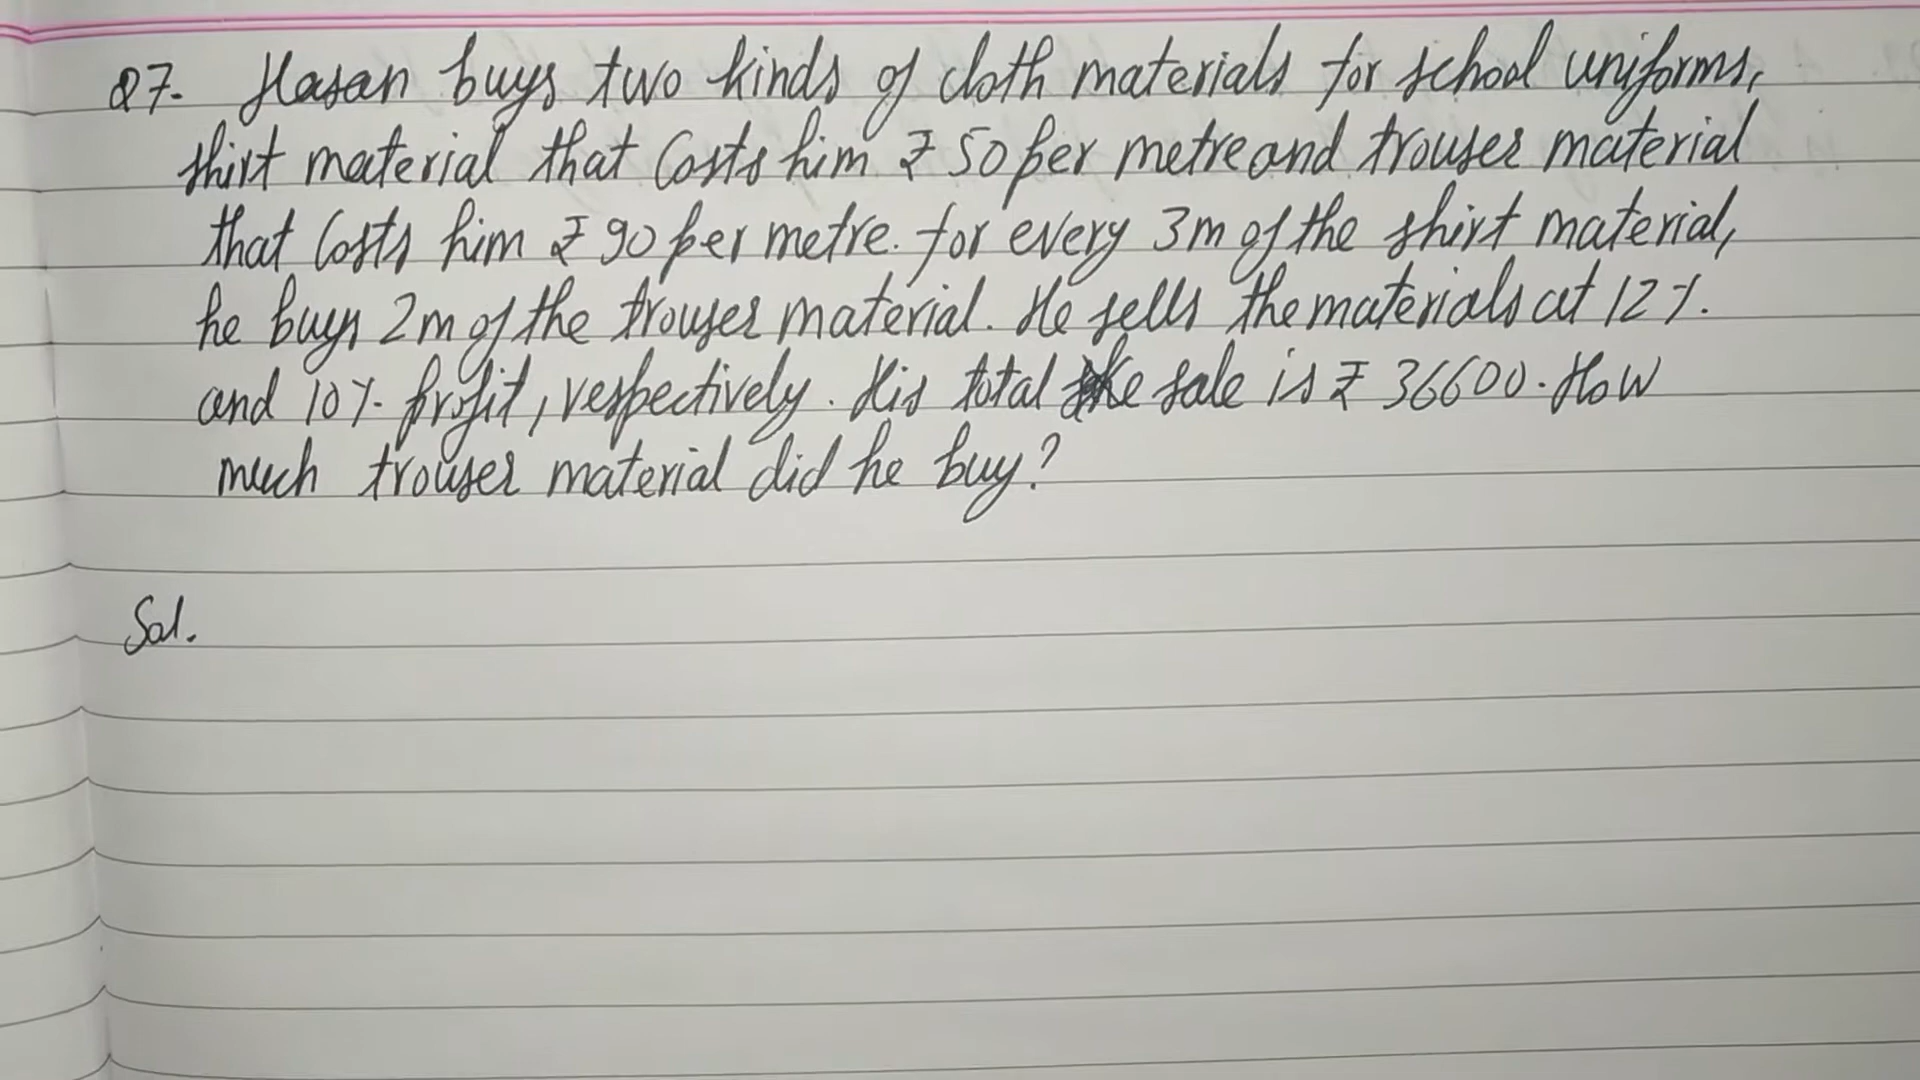 Q7. Hasan buys two kinds of cloth materials for school uniforms,
shirt material that costs him ₹ 50 per metre and trouser material
that costs him ₹ 90 per metre. for every 3m of the shirt material,
he buys 2m of the trouser material. He sells the materials at 12%.
and 10% profit, respectively. His total sale is ₹ 36600. How
much trouser material did he buy?
Sol.